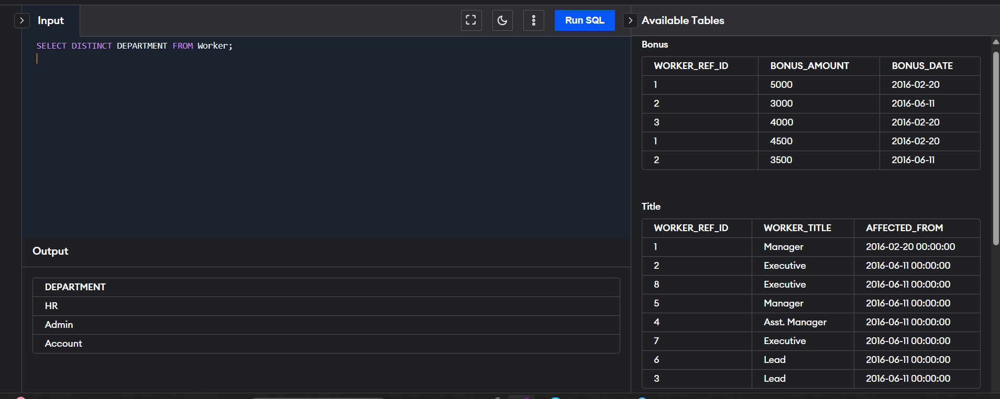 Input
Run SQL
SELECT DISTINCT DEPARTMENT FROM Worker;
Output
DEPARTMENT
HR
Admin
Account
Available Tables
Bonus
WORKER_REF_ID BONUS_AMOUNT BONUS_DATE
1 5000 2016-02-20
2 3000 2016-06-11
3 4000 2016-02-20
1 4500 2016-02-20
2 3500 2016-06-11
Title
WORKER_REF_ID WORKER_TITLE AFFECTED_FROM
1 Manager 2016-02-20 00:00:00
2 Executive 2016-06-11 00:00:00
8 Executive 2016-06-11 00:00:00
5 Manager 2016-06-11 00:00:00
4 Asst. Manager 2016-06-11 00:00:00
7 Executive 2016-06-11 00:00:00
6 Lead 2016-06-11 00:00:00
3 Lead 2016-06-11 00:00:00